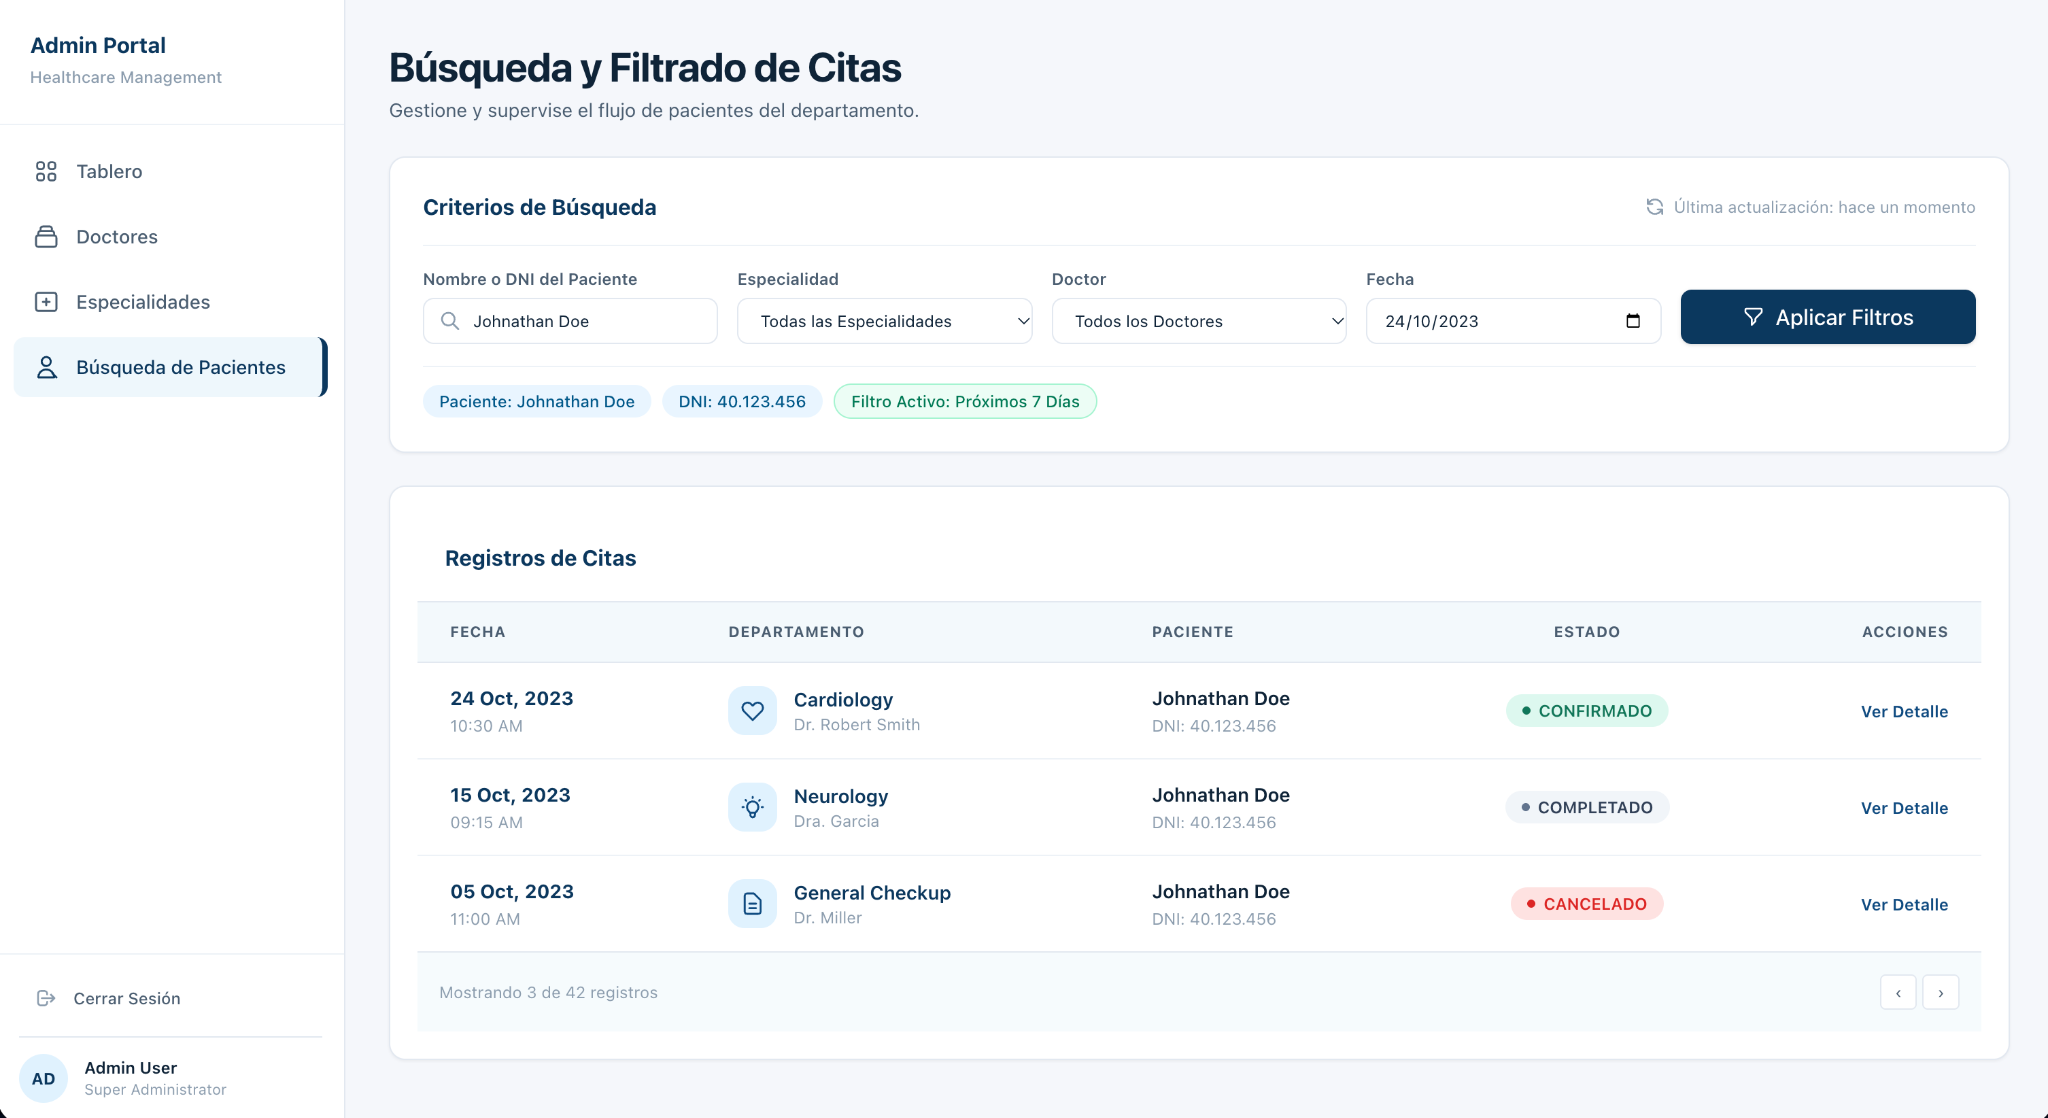 Admin Portal
Healthcare Management
Tablero
Doctores
Especialidades
Búsqueda de Pacientes
Cerrar Sesión
AD
Admin User
Super Administrator
Búsqueda y Filtrado de Citas
Gestione y supervise el flujo de pacientes del departamento.
Criterios de Búsqueda
Última actualización: hace un momento
Nombre o DNI del Paciente
Johnathan Doe
Especialidad
Todas las Especialidades
Doctor
Todos los Doctores
Fecha
24/10/2023
Aplicar Filtros
Paciente: Johnathan Doe
DNI: 40.123.456
Filtro Activo: Próximos 7 Días
Registros de Citas
FECHA DEPARTAMENTO PACIENTE ESTADO ACCIONES
24 Oct, 2023
10:30 AM
Cardiology
Dr. Robert Smith
Johnathan Doe
DNI: 40.123.456
CONFIRMADO
Ver Detalle
15 Oct, 2023
09:15 AM
Neurology
Dra. Garcia
Johnathan Doe
DNI: 40.123.456
COMPLETADO
Ver Detalle
05 Oct, 2023
11:00 AM
General Checkup
Dr. Miller
Johnathan Doe
DNI: 40.123.456
CANCELADO
Ver Detalle
Mostrando 3 de 42 registros
‹ ›